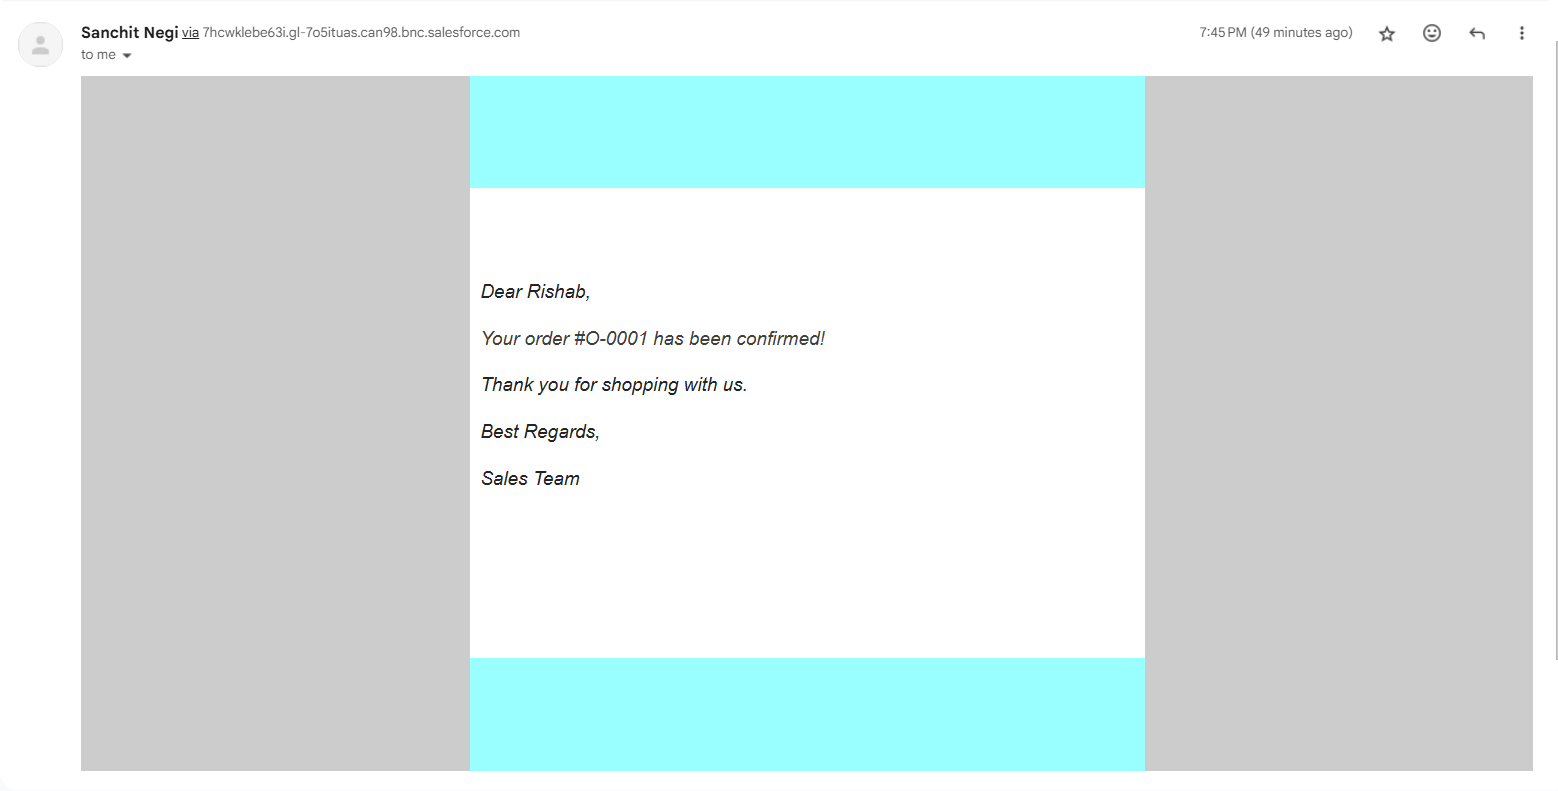 Sanchit Negi via 7hcwklebe63i.gl-7o5ituas.can98.bnc.salesforce.com 7:45 PM (49 minutes ago)
to me
Dear Rishab,
Your order #O-0001 has been confirmed!
Thank you for shopping with us.
Best Regards,
Sales Team